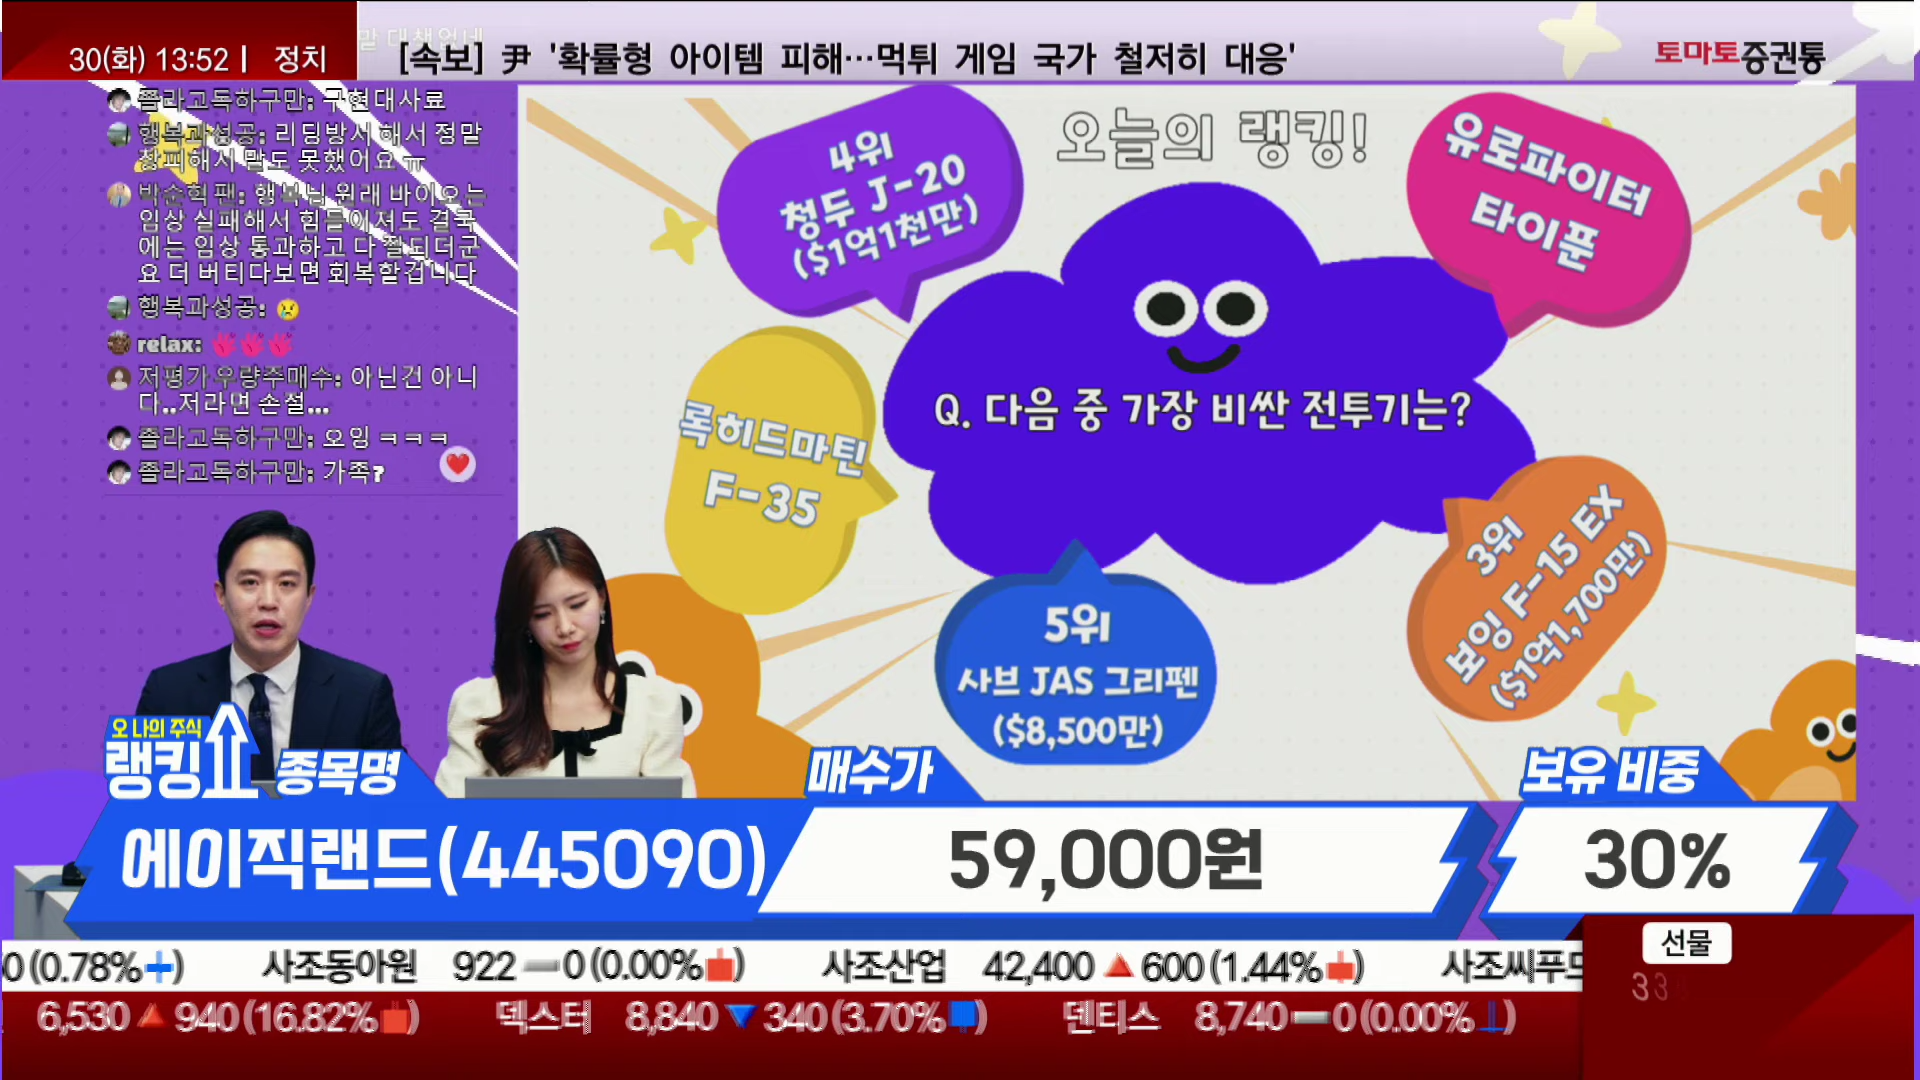 30(화) 13:52 | 정치
[속보] 尹 '확률형 아이템 피해…먹튀 게임 국가 철저히 대응'
토마토증권통
졸라고독하구만: 구현대사료
행복과성공: 리딩방서 해서 정말
창피해서 말도 못했어요 ㅠ
박순혁 팬: 행복님 원래 바이오는
임상 실패해서 힘들어져도 결국
에는 임상 통과하고 다 잘되더군
요 더 버티다보면 회복할겁니다
행복과성공: 😢
relax:
저평가우량주매수: 아닌건 아니
다..저라면 손절...
졸라고독하구만: 오잉 ㅋㅋㅋ
졸라고독하구만: 가족?
오늘의 랭킹!
4위
청두 J-20
($1억1천만)
유로파이터
타이푼
록히드마틴
F-35
Q. 다음 중 가장 비싼 전투기는?
3위
보잉 F-15 EX
($1억1,700만)
5위
사브 JAS 그리펜
($8,500만)
오 나의 주식
랭킹
종목명
매수가
보유 비중
에이직랜드(445090)
59,000원
30%
0(0.78%) 사조동아원 922 0(0.00%) 사조산업 42,400 ▲600(1.44%) 사조씨푸드
선물
6,530 ▲940(16.82%) 덱스터 8,840 ▼340(3.70%) 덴티스 8,740 0(0.00%)